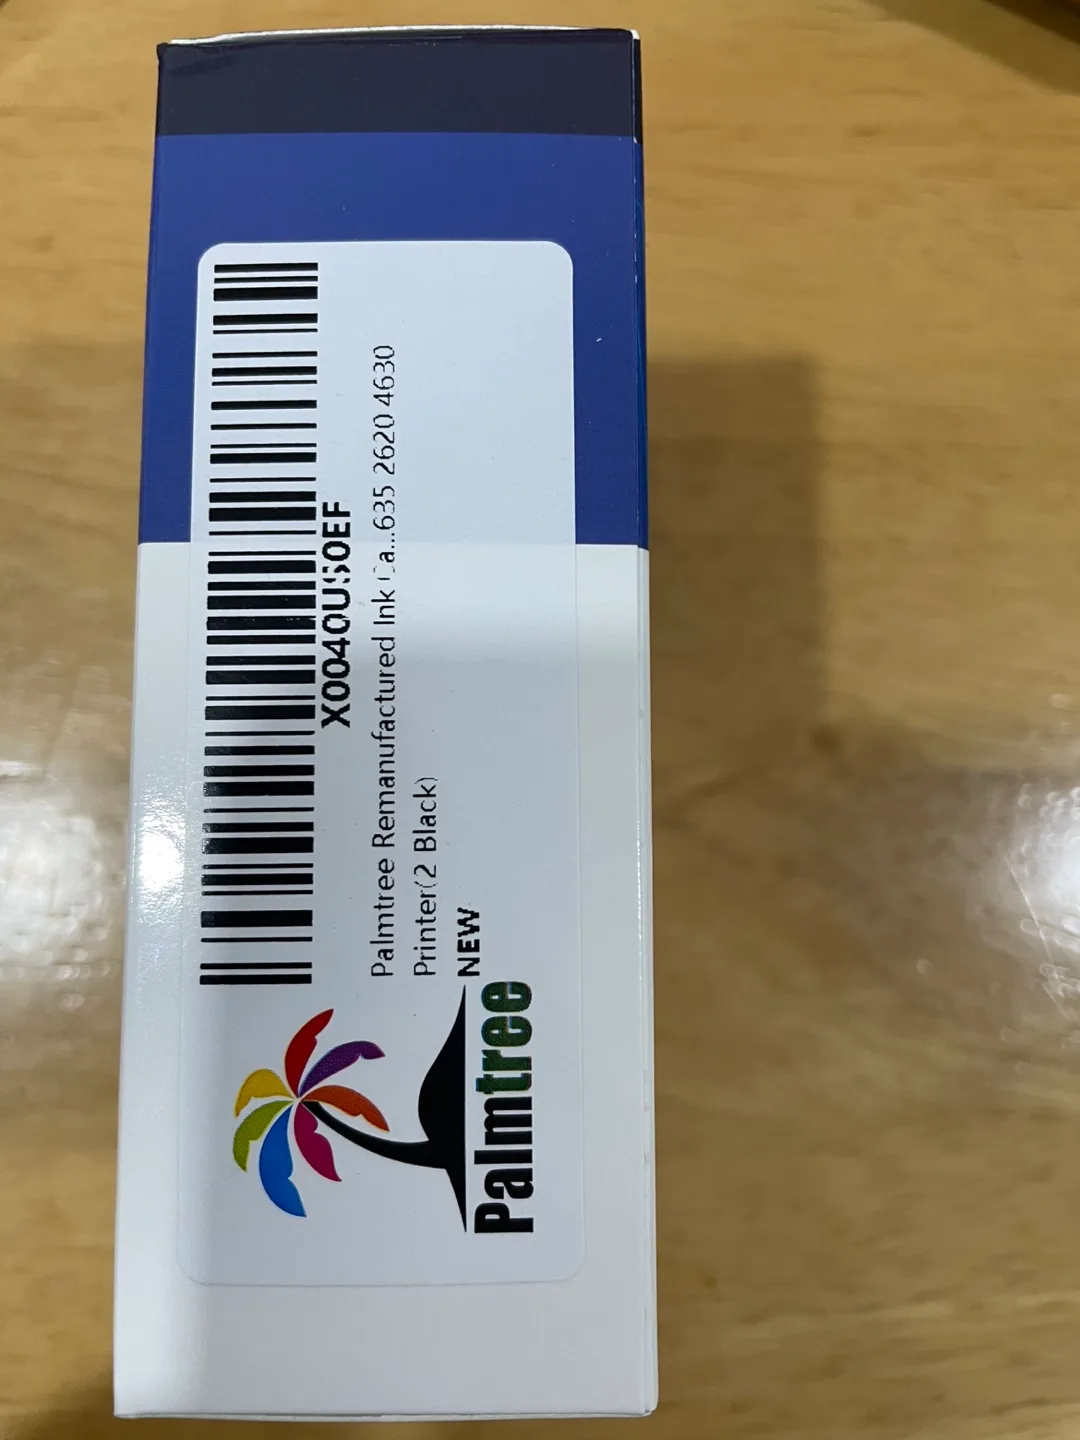 X0040US0EF
Palmtree Remanufactured Ink Ca...635 2620 4630
Printer(2 Black)
NEW
Palmtree